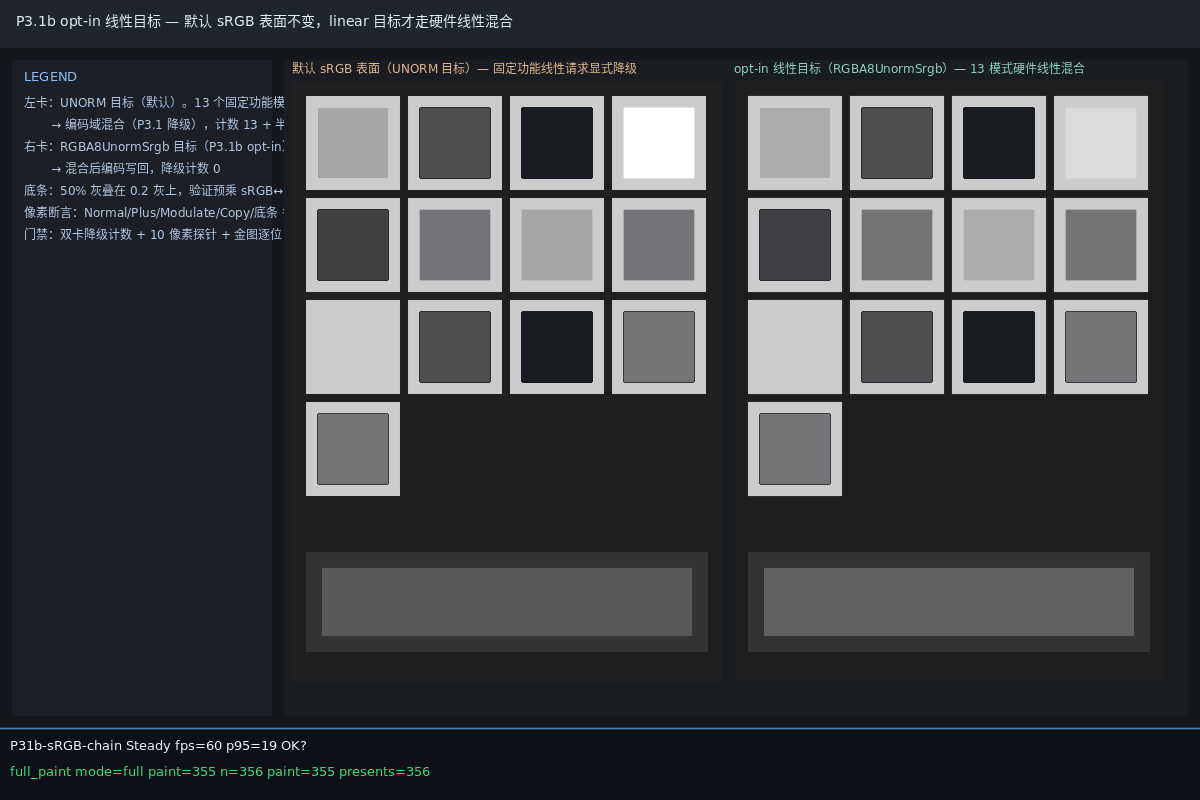 P3.1b opt-in 线性目标 — 默认 sRGB 表面不变，linear 目标才走硬件线性混合
LEGEND
左卡：UNORM 目标（默认）。13 个固定功能模
→ 编码域混合（P3.1 降级），计数 13 + 半
右卡：RGBA8UnormSrgb 目标（P3.1b opt-in）
→ 混合后编码写回，降级计数 0
底条：50% 灰叠在 0.2 灰上，验证预乘 sRGB↔
像素断言：Normal/Plus/Modulate/Copy/底条
门禁：双卡降级计数 + 10 像素探针 + 金图逐位
默认 sRGB 表面（UNORM 目标）— 固定功能线性请求显式降级
opt-in 线性目标（RGBA8UnormSrgb）— 13 模式硬件线性混合
P31b-sRGB-chain Steady fps=60 p95=19 OK?
full_paint mode=full paint=355 n=356 paint=355 presents=356